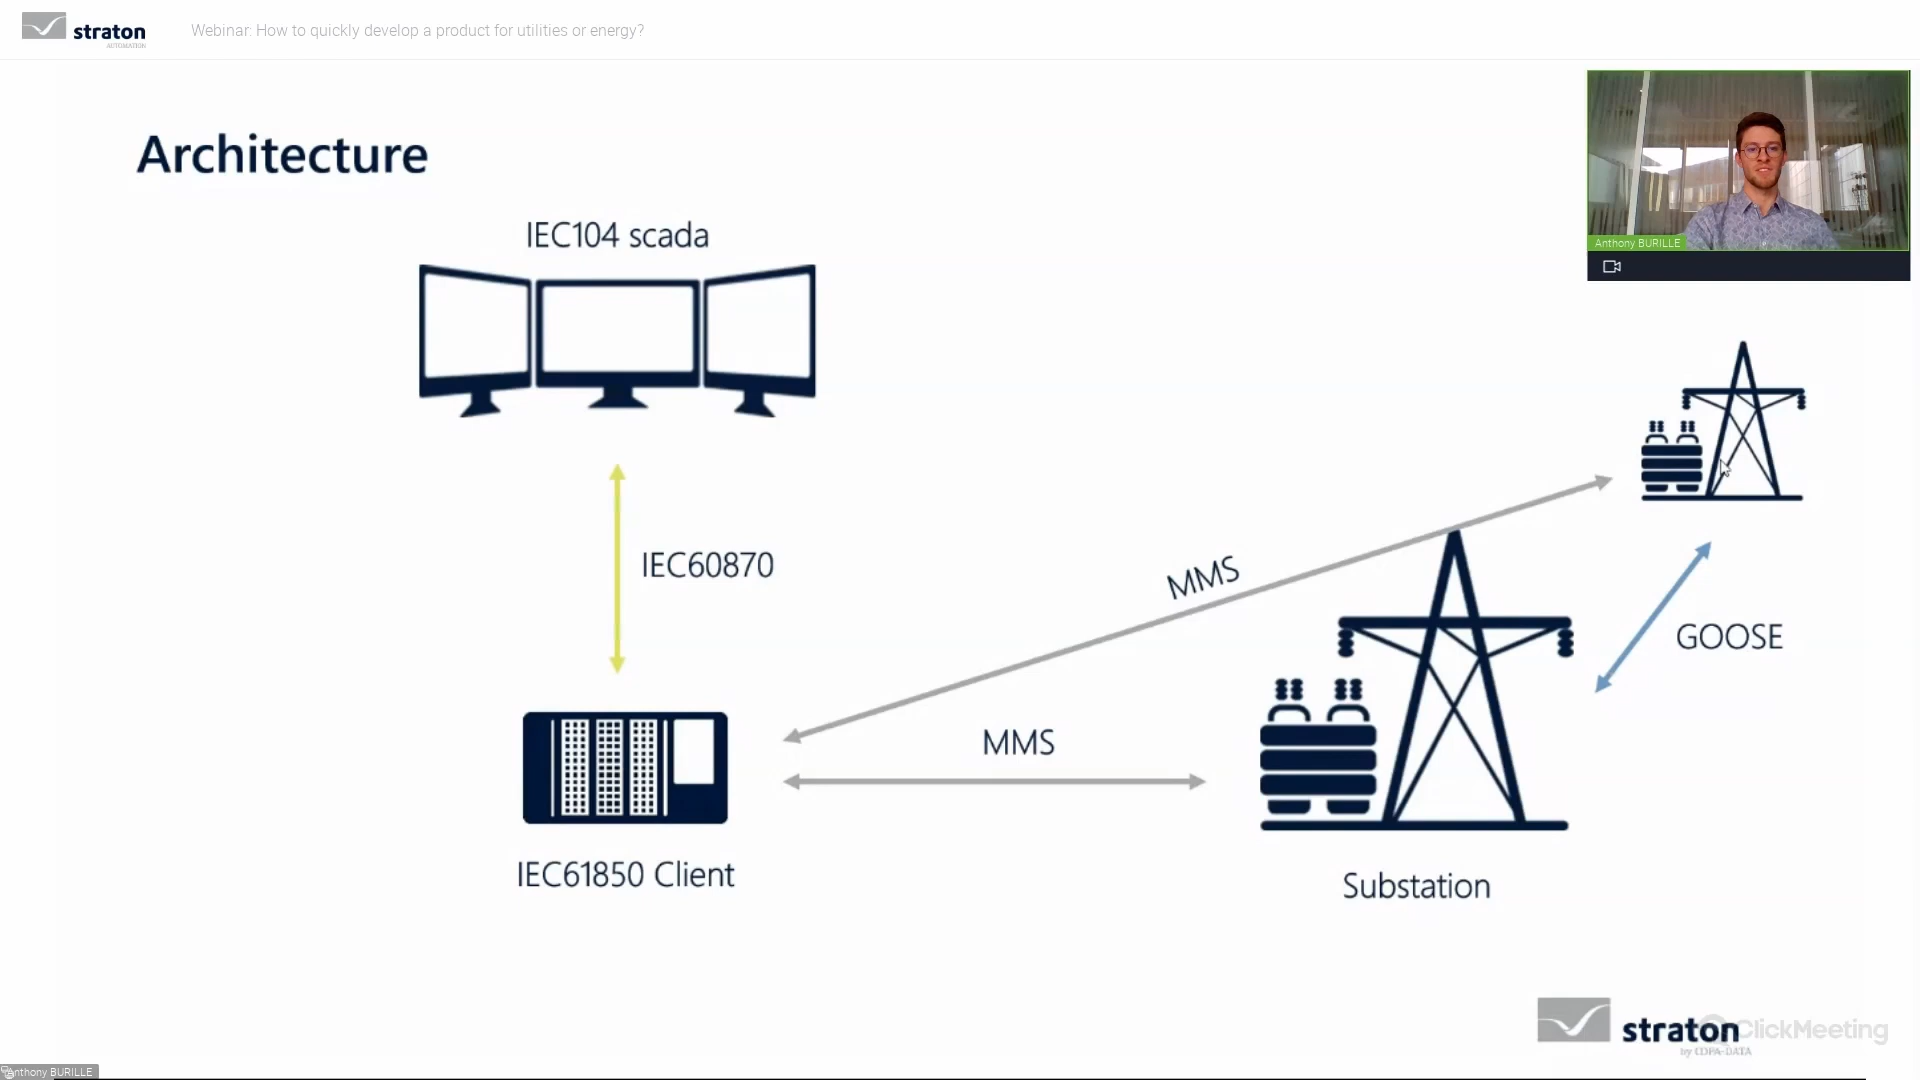 straton
AUTOMATION
Webinar: How to quickly develop a product for utilities or energy?
Architecture
Anthony BURILLE
IEC104 scada
IEC60870
MMS
GOOSE
MMS
IEC61850 Client
Substation
straton
by COPA-DATA
ClickMeeting
Anthony BURILLE